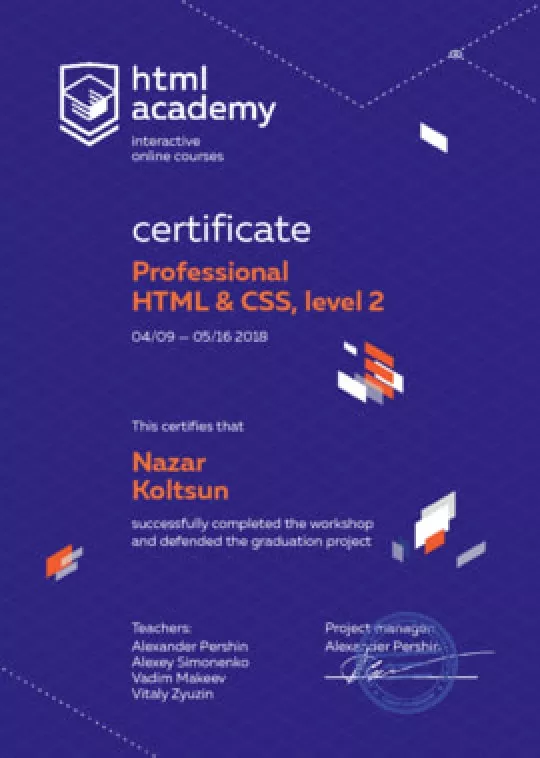 html
academy
interactive
online courses
certificate
Professional
HTML & CSS, level 2
04/09 — 05/16 2018
This certifies that
Nazar
Koltsun
successfully completed the workshop
and defended the graduation project
Teachers:
Alexander Pershin
Alexey Simonenko
Vadim Makeev
Vitaly Zyuzin
Project manager:
Alexander Pershin